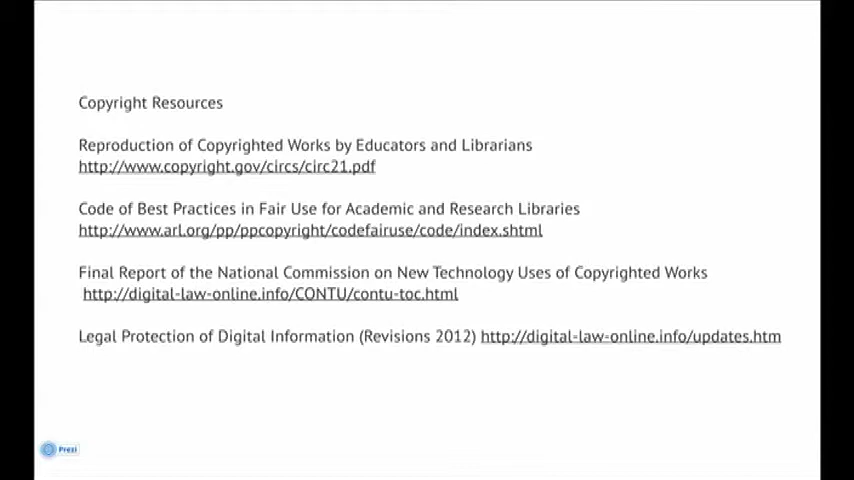 Copyright Resources
Reproduction of Copyrighted Works by Educators and Librarians
http://www.copyright.gov/circs/circ21.pdf
Code of Best Practices in Fair Use for Academic and Research Libraries
http://www.arl.org/pp/ppcopyright/codefairuse/code/index.shtml
Final Report of the National Commission on New Technology Uses of Copyrighted Works
http://digital-law-online.info/CONTU/contu-toc.html
Legal Protection of Digital Information (Revisions 2012) http://digital-law-online.info/updates.htm
Prezi